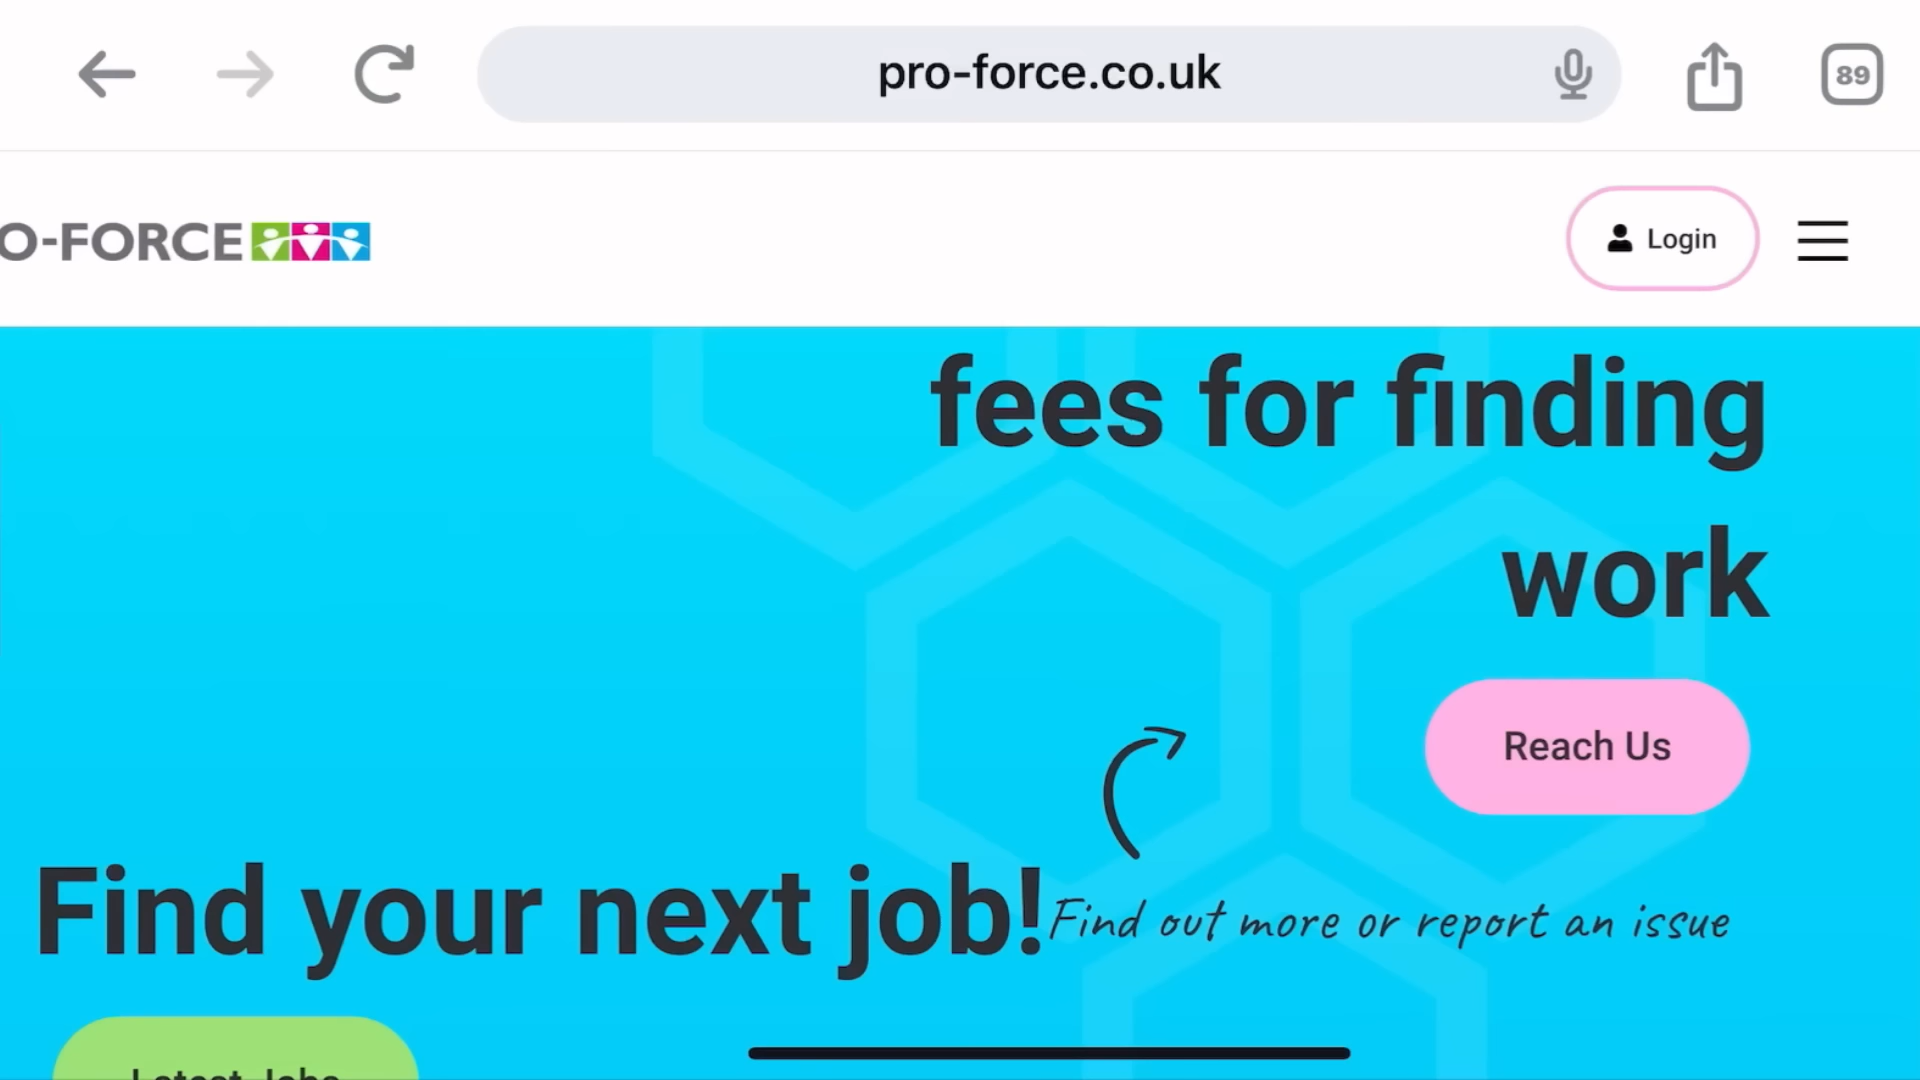 pro-force.co.uk
89
O-FORCE
Login
fees for finding
work
Reach Us
Find your next job!
Find out more or report an issue
Latest Jobs